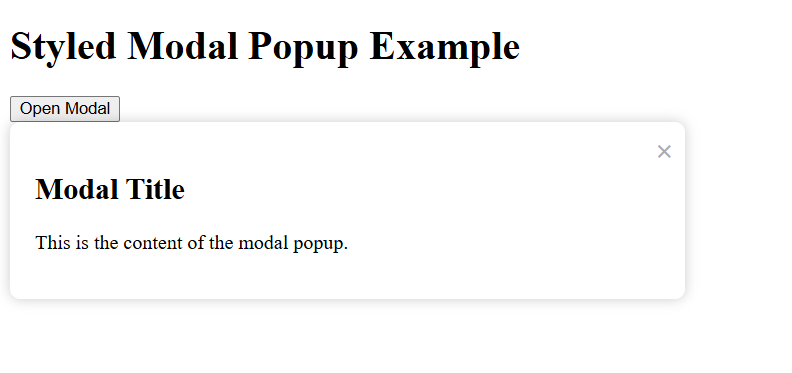 Styled Modal Popup Example
Open Modal
×
Modal Title
This is the content of the modal popup.